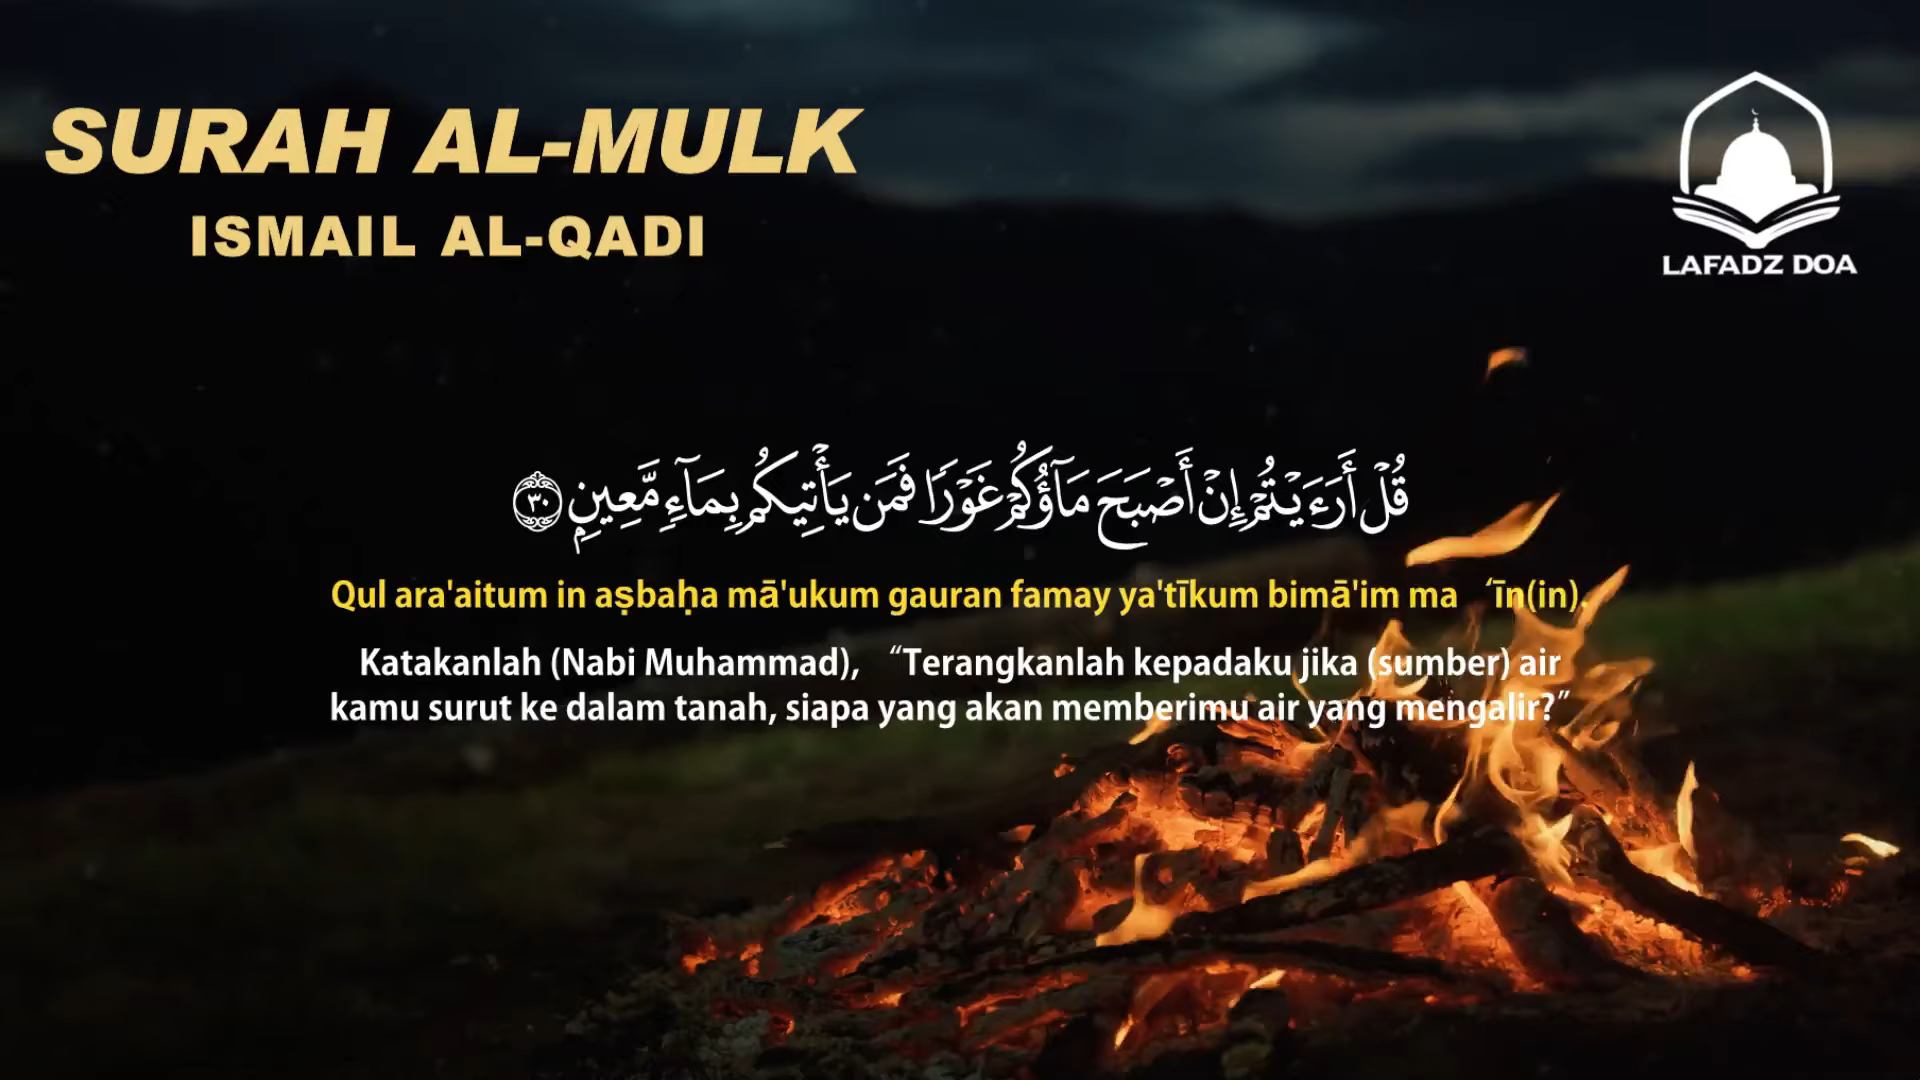 SURAH AL-MULK
ISMAIL AL-QADI
LAFADZ DOA
قُلْ أَرَءَيْتُمْ إِنْ أَصْبَحَ مَآؤُكُمْ غَوْرًا فَمَن يَأْتِيكُم بِمَآءٍ مَّعِينٍۭ ٣٠
Qul ara'aitum in aṣbaḥa mā'ukum gauran famay ya'tīkum bimā'im ma ‘īn(in).
Katakanlah (Nabi Muhammad), “Terangkanlah kepadaku jika (sumber) air
kamu surut ke dalam tanah, siapa yang akan memberimu air yang mengalir?”